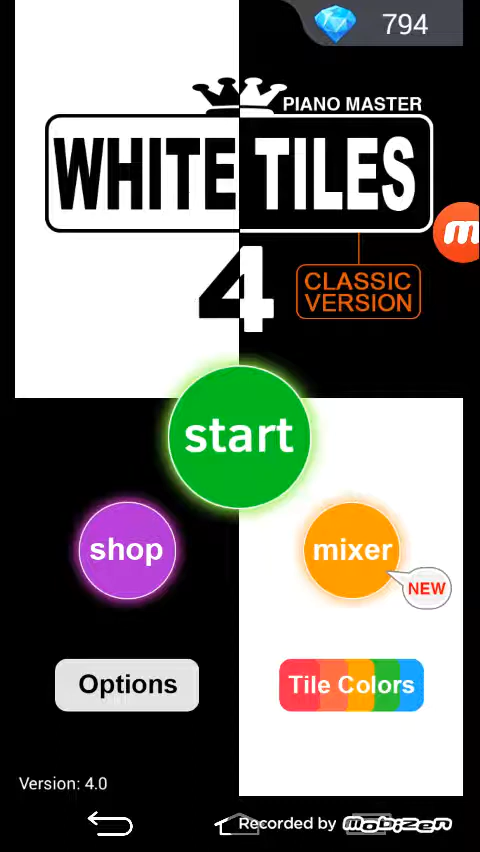 794
PIANO MASTER
WHITE TILES
4
CLASSIC
VERSION
m
start
shop
mixer
NEW
Options
Tile Colors
Version: 4.0
Recorded by mobizen